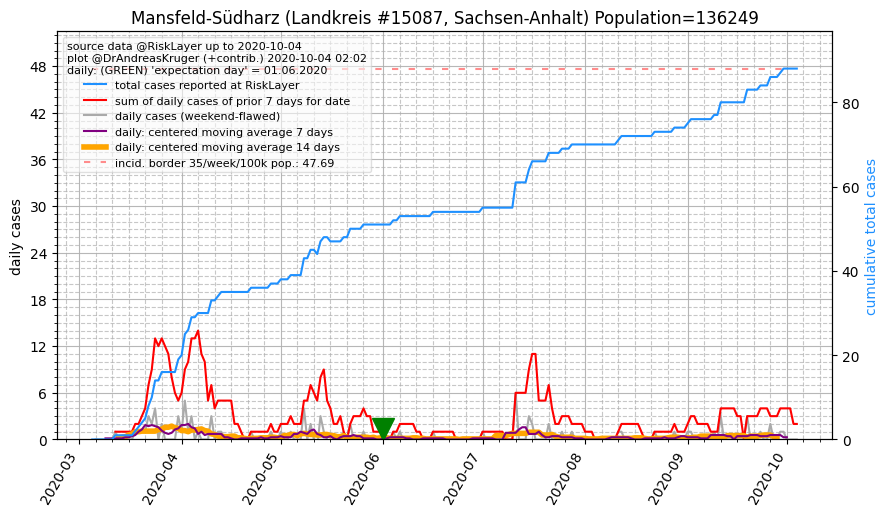 Mansfeld-Südharz (Landkreis #15087, Sachsen-Anhalt) Population=136249
source data @RiskLayer up to 2020-10-04
plot @DrAndreasKruger (+contrib.) 2020-10-04 02:02
daily: (GREEN) 'expectation day' = 01.06.2020
total cases reported at RiskLayer
sum of daily cases of prior 7 days for date
daily cases (weekend-flawed)
daily: centered moving average 7 days
daily: centered moving average 14 days
incid. border 35/week/100k pop.: 47.69
daily cases
48
42
36
30
24
18
12
6
0
80
60
40
20
0
cumulative total cases
2020-03
2020-04
2020-05
2020-06
2020-07
2020-08
2020-09
2020-10